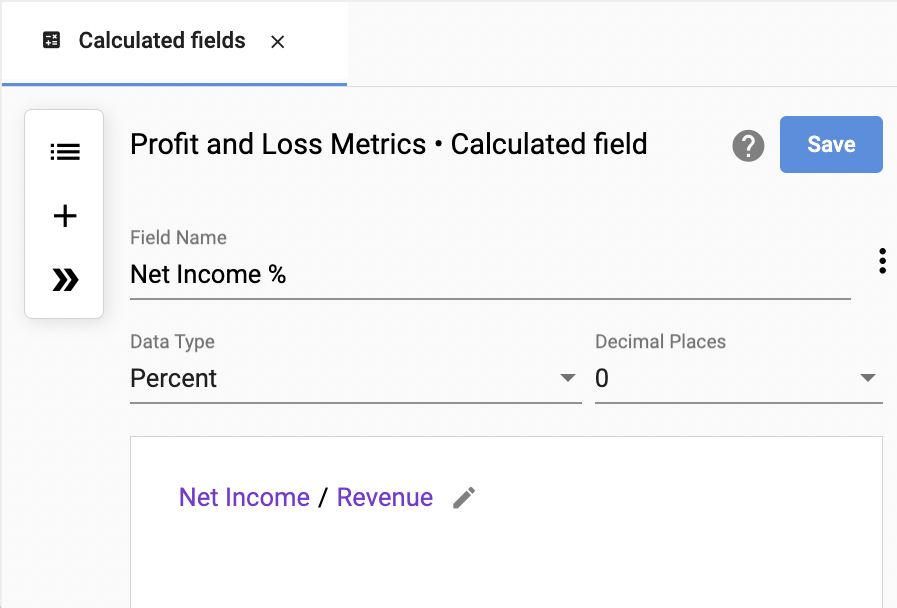 Calculated fields
Profit and Loss Metrics • Calculated field
Save
Field Name
Net Income %
Data Type
Decimal Places
Percent
0
Net Income / Revenue